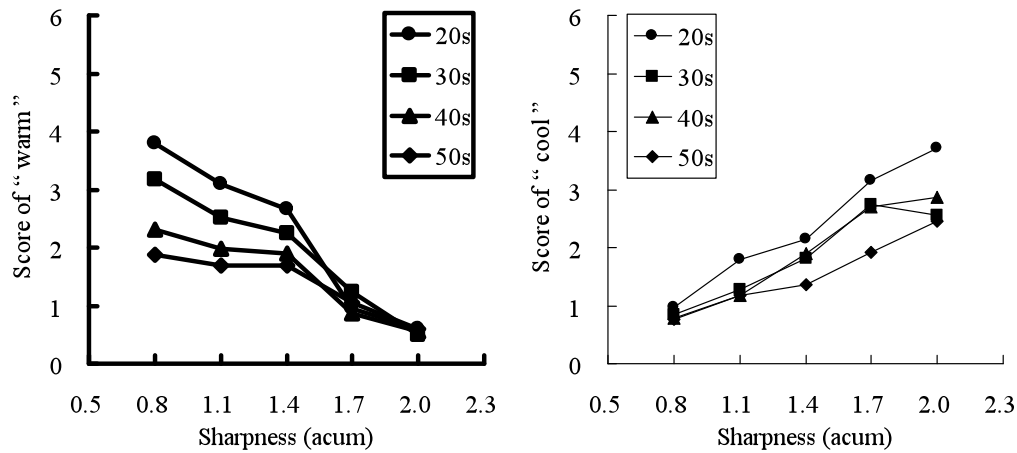 6
5
4
3
2
1
0
Score of “ warm”
20s
30s
40s
50s
0.5 0.8 1.1 1.4 1.7 2.0 2.3
Sharpness (acum)
6
5
4
3
2
1
0
Score of “ cool”
20s
30s
40s
50s
0.5 0.8 1.1 1.4 1.7 2.0 2.3
Sharpness (acum)